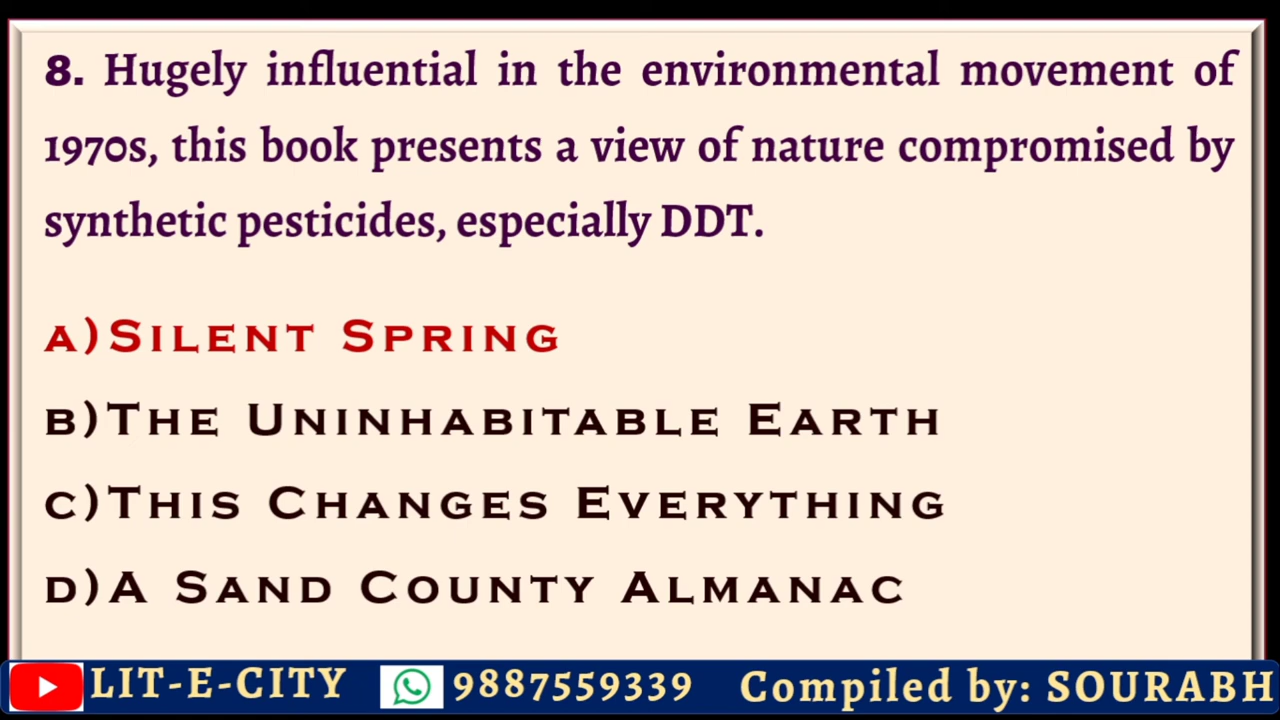 8. Hugely influential in the environmental movement of
1970s, this book presents a view of nature compromised by
synthetic pesticides, especially DDT.
A)Silent Spring
B)The Uninhabitable Earth
C)This Changes Everything
D)A Sand County Almanac
LIT-E-CITY 9887559339 Compiled by: SOURABH